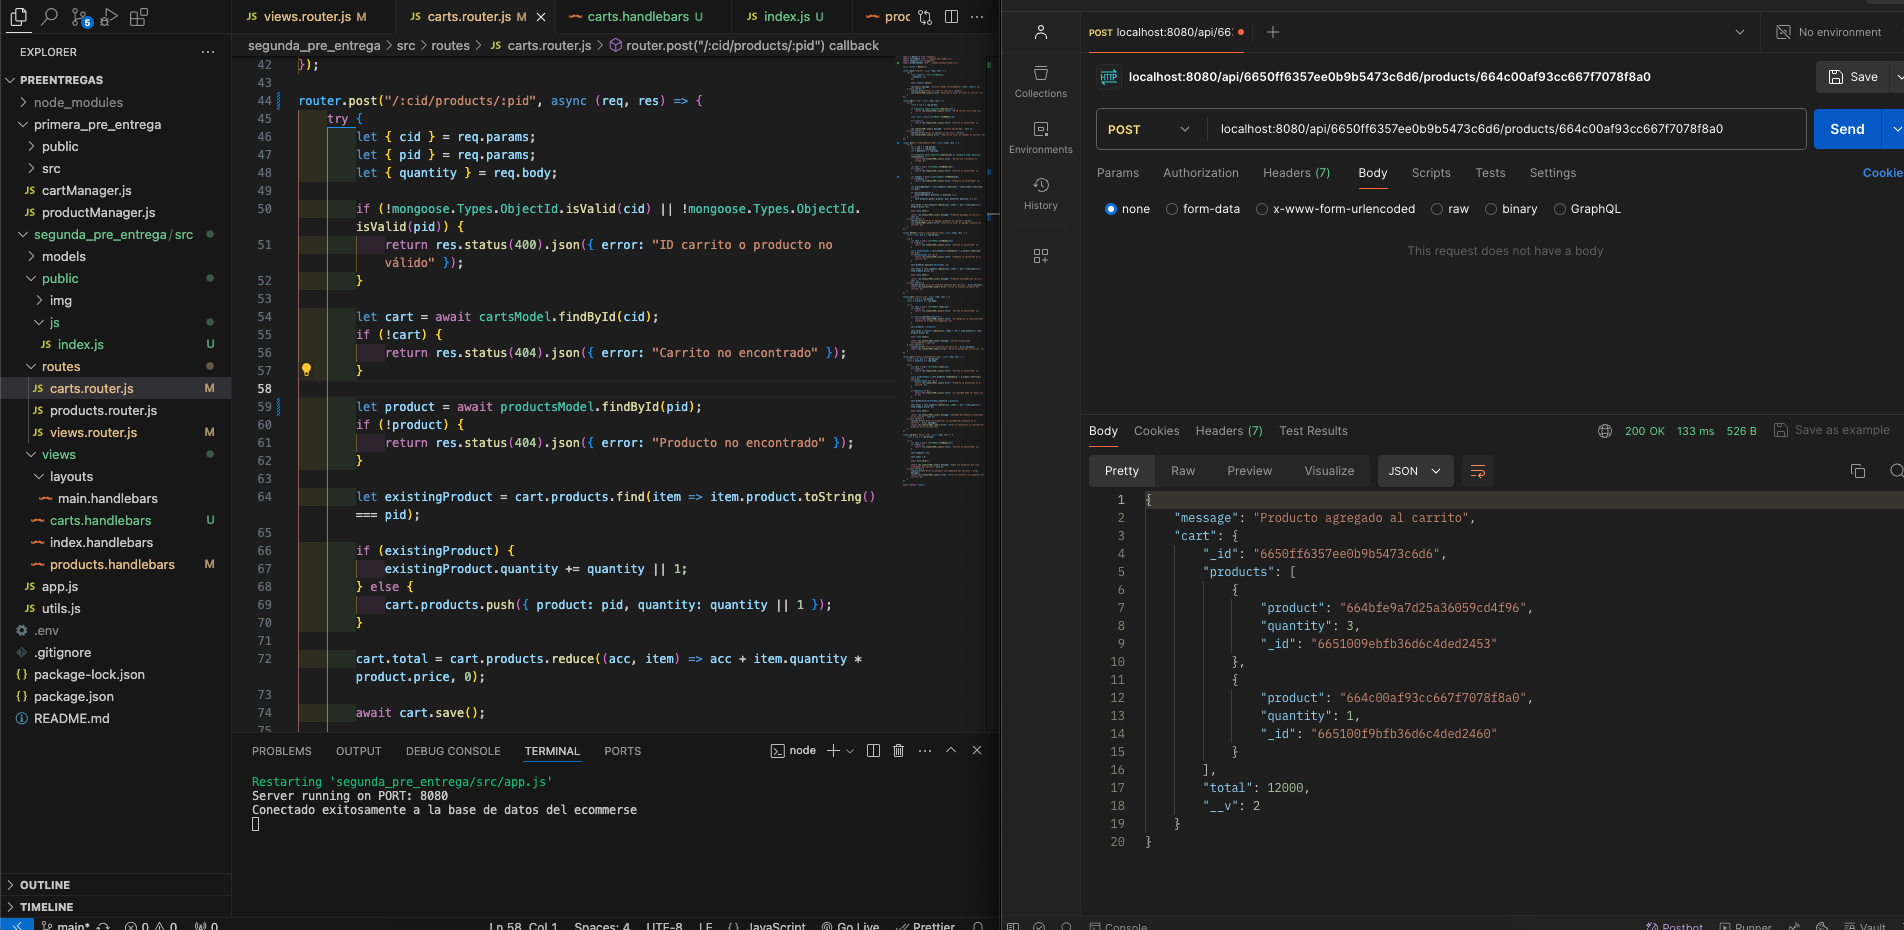 EXPLORER
PREENTREGAS
node_modules
primera_pre_entrega
public
src
JS cartManager.js
JS productManager.js
segunda_pre_entrega/src
models
public
img
js
JS index.js U
routes
JS carts.router.js M
JS products.router.js
JS views.router.js M
views
layouts
main.handlebars
carts.handlebars U
index.handlebars
products.handlebars M
JS app.js
JS utils.js
.env
.gitignore
{} package-lock.json
{} package.json
README.md
OUTLINE
TIMELINE
5
JS views.router.js M
JS carts.router.js M
carts.handlebars U
JS index.js U
proc
segunda_pre_entrega > src > routes > JS carts.router.js > router.post("/:cid/products/:pid") callback
42 });
43
44 router.post("/:cid/products/:pid", async (req, res) => {
45 try {
46 let { cid } = req.params;
47 let { pid } = req.params;
48 let { quantity } = req.body;
49
50 if (!mongoose.Types.ObjectId.isValid(cid) || !mongoose.Types.ObjectId.
isValid(pid)) {
51 return res.status(400).json({ error: "ID carrito o producto no
válido" });
52 }
53
54 let cart = await cartsModel.findById(cid);
55 if (!cart) {
56 return res.status(404).json({ error: "Carrito no encontrado" });
57 }
58
59 let product = await productsModel.findById(pid);
60 if (!product) {
61 return res.status(404).json({ error: "Producto no encontrado" });
62 }
63
64 let existingProduct = cart.products.find(item => item.product.toString()
=== pid);
65
66 if (existingProduct) {
67 existingProduct.quantity += quantity || 1;
68 } else {
69 cart.products.push({ product: pid, quantity: quantity || 1 });
70 }
71
72 cart.total = cart.products.reduce((acc, item) => acc + item.quantity *
product.price, 0);
73
74 await cart.save();
75
PROBLEMS OUTPUT DEBUG CONSOLE TERMINAL PORTS
node
Restarting 'segunda_pre_entrega/src/app.js'
Server running on PORT: 8080
Conectado exitosamente a la base de datos del ecommerse
main* 0 0 0 Ln 58, Col 1 Spaces: 4 UTF-8 LF {} JavaScript Go Live Prettier
POST localhost:8080/api/66
No environment
Collections
Environments
History
HTTP localhost:8080/api/6650ff6357ee0b9b5473c6d6/products/664c00af93cc667f7078f8a0
Save
POST localhost:8080/api/6650ff6357ee0b9b5473c6d6/products/664c00af93cc667f7078f8a0
Send
Params Authorization Headers (7) Body Scripts Tests Settings Cookie
none form-data x-www-form-urlencoded raw binary GraphQL
This request does not have a body
Body Cookies Headers (7) Test Results
200 OK 133 ms 526 B Save as example
Pretty Raw Preview Visualize JSON
1 {
2 "message": "Producto agregado al carrito",
3 "cart": {
4 "_id": "6650ff6357ee0b9b5473c6d6",
5 "products": [
6 {
7 "product": "664bfe9a7d25a36059cd4f96",
8 "quantity": 3,
9 "_id": "6651009ebfb36d6c4ded2453"
10 },
11 {
12 "product": "664c00af93cc667f7078f8a0",
13 "quantity": 1,
14 "_id": "665100f9bfb36d6c4ded2460"
15 }
16 ],
17 "total": 12000,
18 "__v": 2
19 }
20 }
Console Postbot Runner Vault